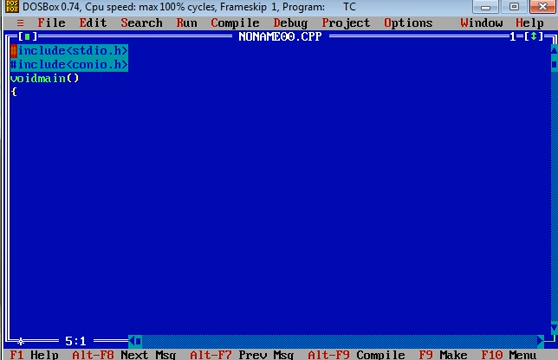 DOSBox 0.74, Cpu speed: max 100% cycles, Frameskip 1, Program: TC
≡ File Edit Search Run Compile Debug Project Options Window Help
[■] NONAME00.CPP 1=[↕]
#include<stdio.h>
#include<conio.h>
voidmain()
{
* 5:1
F1 Help Alt-F8 Next Msg Alt-F7 Prev Msg Alt-F9 Compile F9 Make F10 Menu